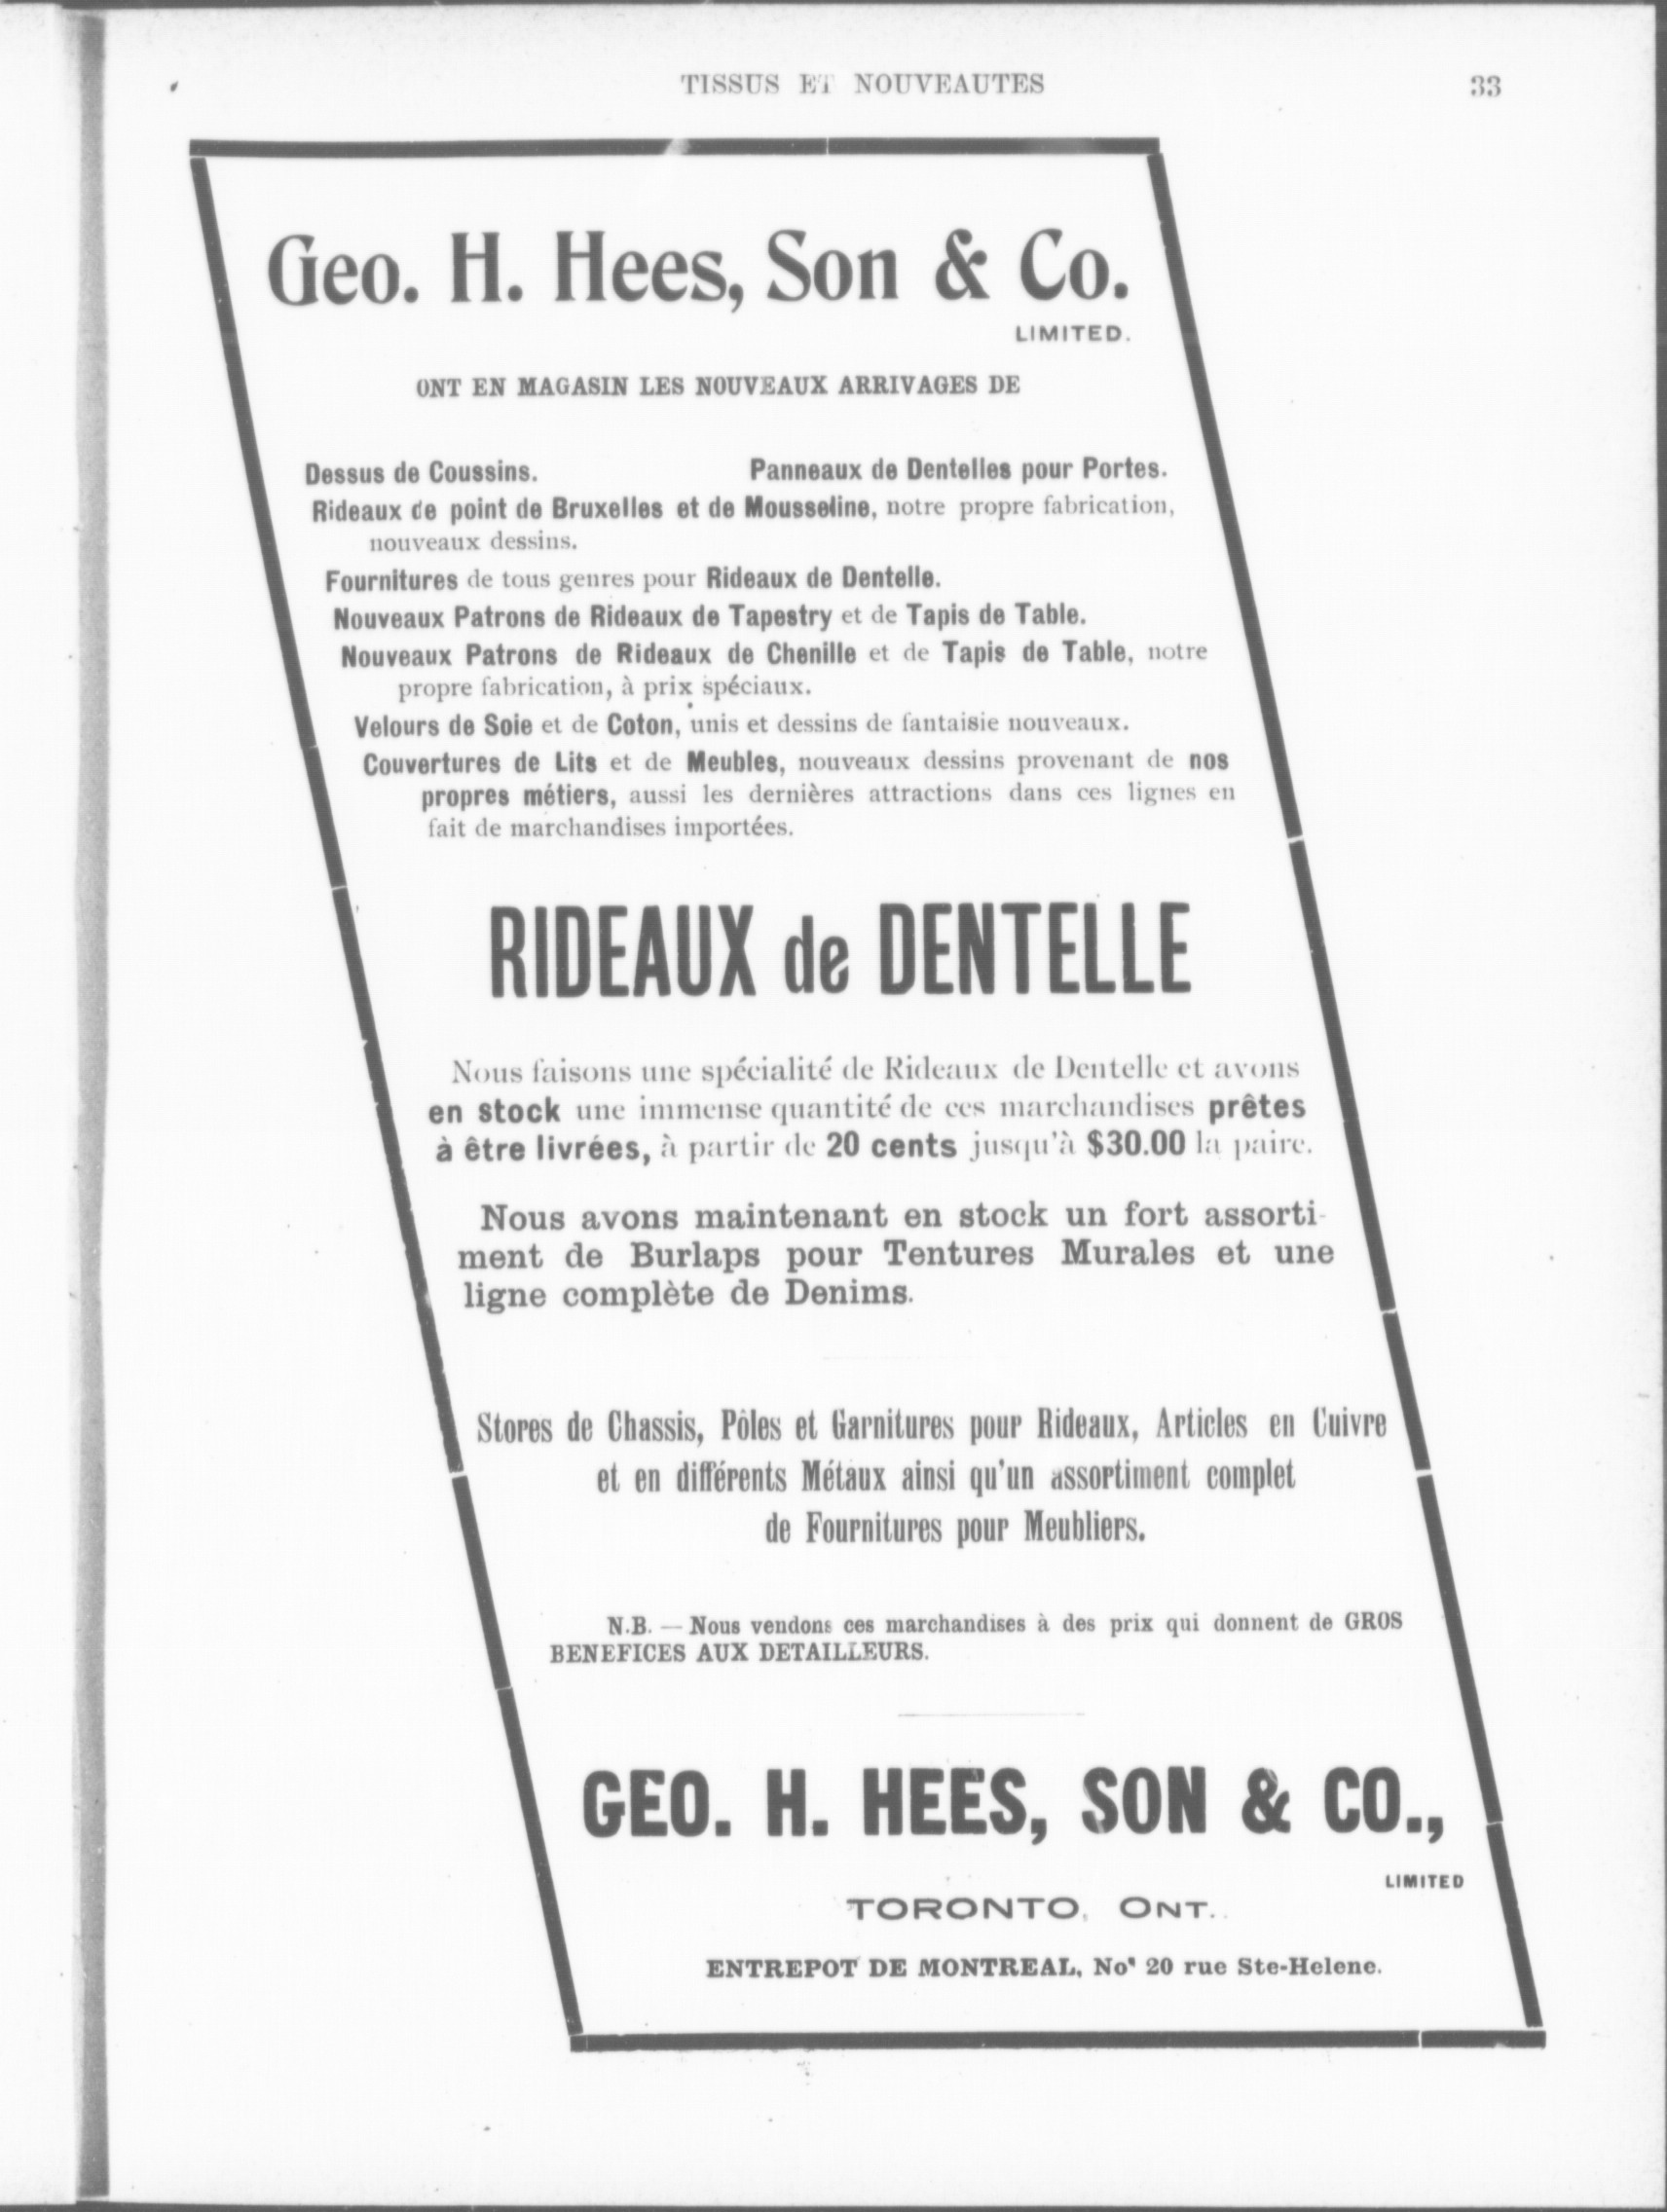 TISSUS ET NOUVEAUTES 33
Geo. H. Hees, Son & Co.
LIMITED.
ONT EN MAGASIN LES NOUVEAUX ARRIVAGES DE
Dessus de Coussins. Panneaux de Dentelles pour Portes.
Rideaux de point de Bruxelles et de Mousseline, notre propre fabrication,
nouveaux dessins.
Fournitures de tous genres pour Rideaux de Dentelle.
Nouveaux Patrons de Rideaux de Tapestry et de Tapis de Table.
Nouveaux Patrons de Rideaux de Chenille et de Tapis de Table, notre
propre fabrication, à prix spéciaux.
Velours de Soie et de Coton, unis et dessins de fantaisie nouveaux.
Couvertures de Lits et de Meubles, nouveaux dessins provenant de nos
propres métiers, aussi les dernières attractions dans ces lignes en
fait de marchandises importées.
RIDEAUX de DENTELLE
Nous faisons une spécialité de Rideaux de Dentelle et avons
en stock une immense quantité de ces marchandises prêtes
à être livrées, à partir de 20 cents jusqu'à $30.00 la paire.
Nous avons maintenant en stock un fort assorti-
ment de Burlaps pour Tentures Murales et une
ligne complète de Denims.
Stores de Chassis, Pôles et Garnitures pour Rideaux, Articles en Cuivre
et en différents Métaux ainsi qu'un assortiment complet
de Fournitures pour Meubliers.
N.B. — Nous vendons ces marchandises à des prix qui donnent de GROS
BENEFICES AUX DETAILLEURS.
GEO. H. HEES, SON & CO.,
LIMITED
TORONTO, ONT.
ENTREPOT DE MONTREAL, No' 20 rue Ste-Helene.